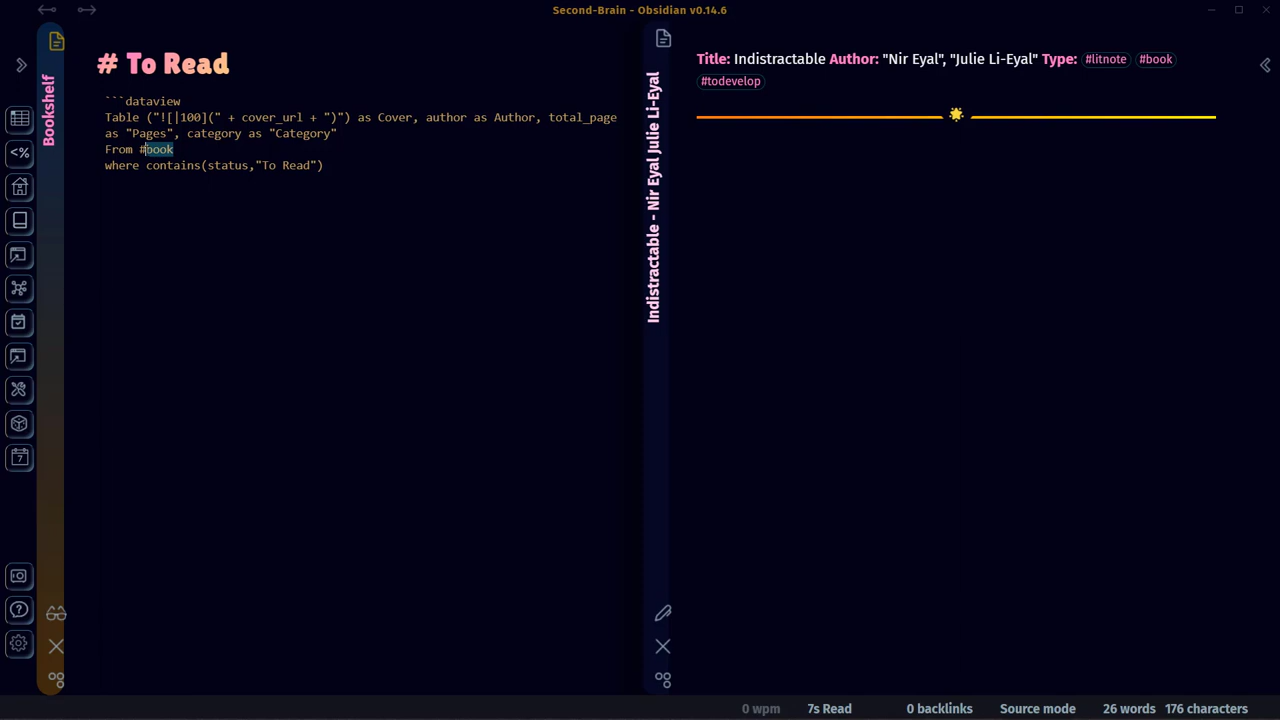 Second-Brain - Obsidian v0.14.6
Bookshelf
# To Read
```dataview
Table ("![|100](" + cover_url + ")") as Cover, author as Author, total_page
as "Pages", category as "Category"
From #book
where contains(status,"To Read")
Indistractable - Nir Eyal Julie Li-Eyal
Title: Indistractable Author: "Nir Eyal", "Julie Li-Eyal" Type: #litnote #book
#todevelop
<%
7
0 wpm 7s Read 0 backlinks Source mode 26 words 176 characters